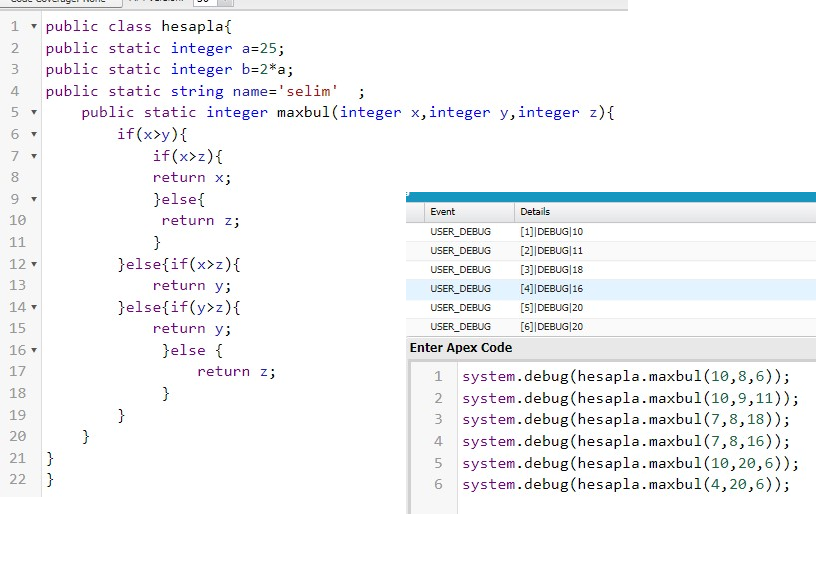 Code Coverage: None API Version: 50
1 public class hesapla{
2 public static integer a=25;
3 public static integer b=2*a;
4 public static string name='selim' ;
5 public static integer maxbul(integer x,integer y,integer z){
6 if(x>y){
7 if(x>z){
8 return x;
9 }else{
10 return z;
11 }
12 }else{if(x>z){
13 return y;
14 }else{if(y>z){
15 return y;
16 }else {
17 return z;
18 }
19 }
20 }
21 }
22 }
Event Details
USER_DEBUG [1]|DEBUG|10
USER_DEBUG [2]|DEBUG|11
USER_DEBUG [3]|DEBUG|18
USER_DEBUG [4]|DEBUG|16
USER_DEBUG [5]|DEBUG|20
USER_DEBUG [6]|DEBUG|20
Enter Apex Code
1 system.debug(hesapla.maxbul(10,8,6));
2 system.debug(hesapla.maxbul(10,9,11));
3 system.debug(hesapla.maxbul(7,8,18));
4 system.debug(hesapla.maxbul(7,8,16));
5 system.debug(hesapla.maxbul(10,20,6));
6 system.debug(hesapla.maxbul(4,20,6));